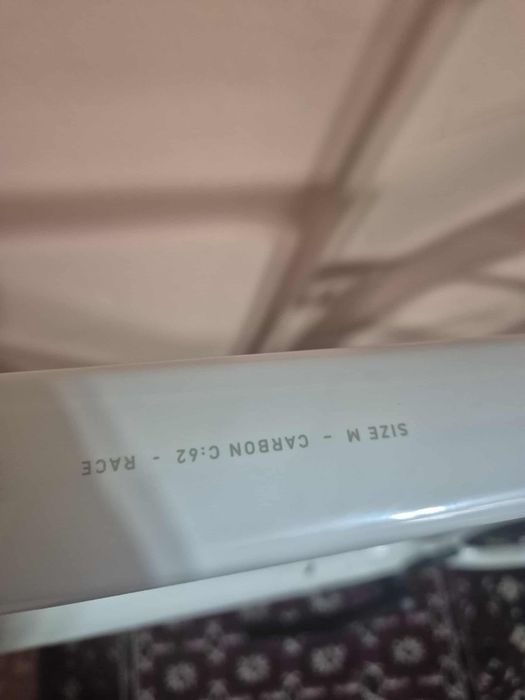 SIZE M - CARBON C:62 - RACE